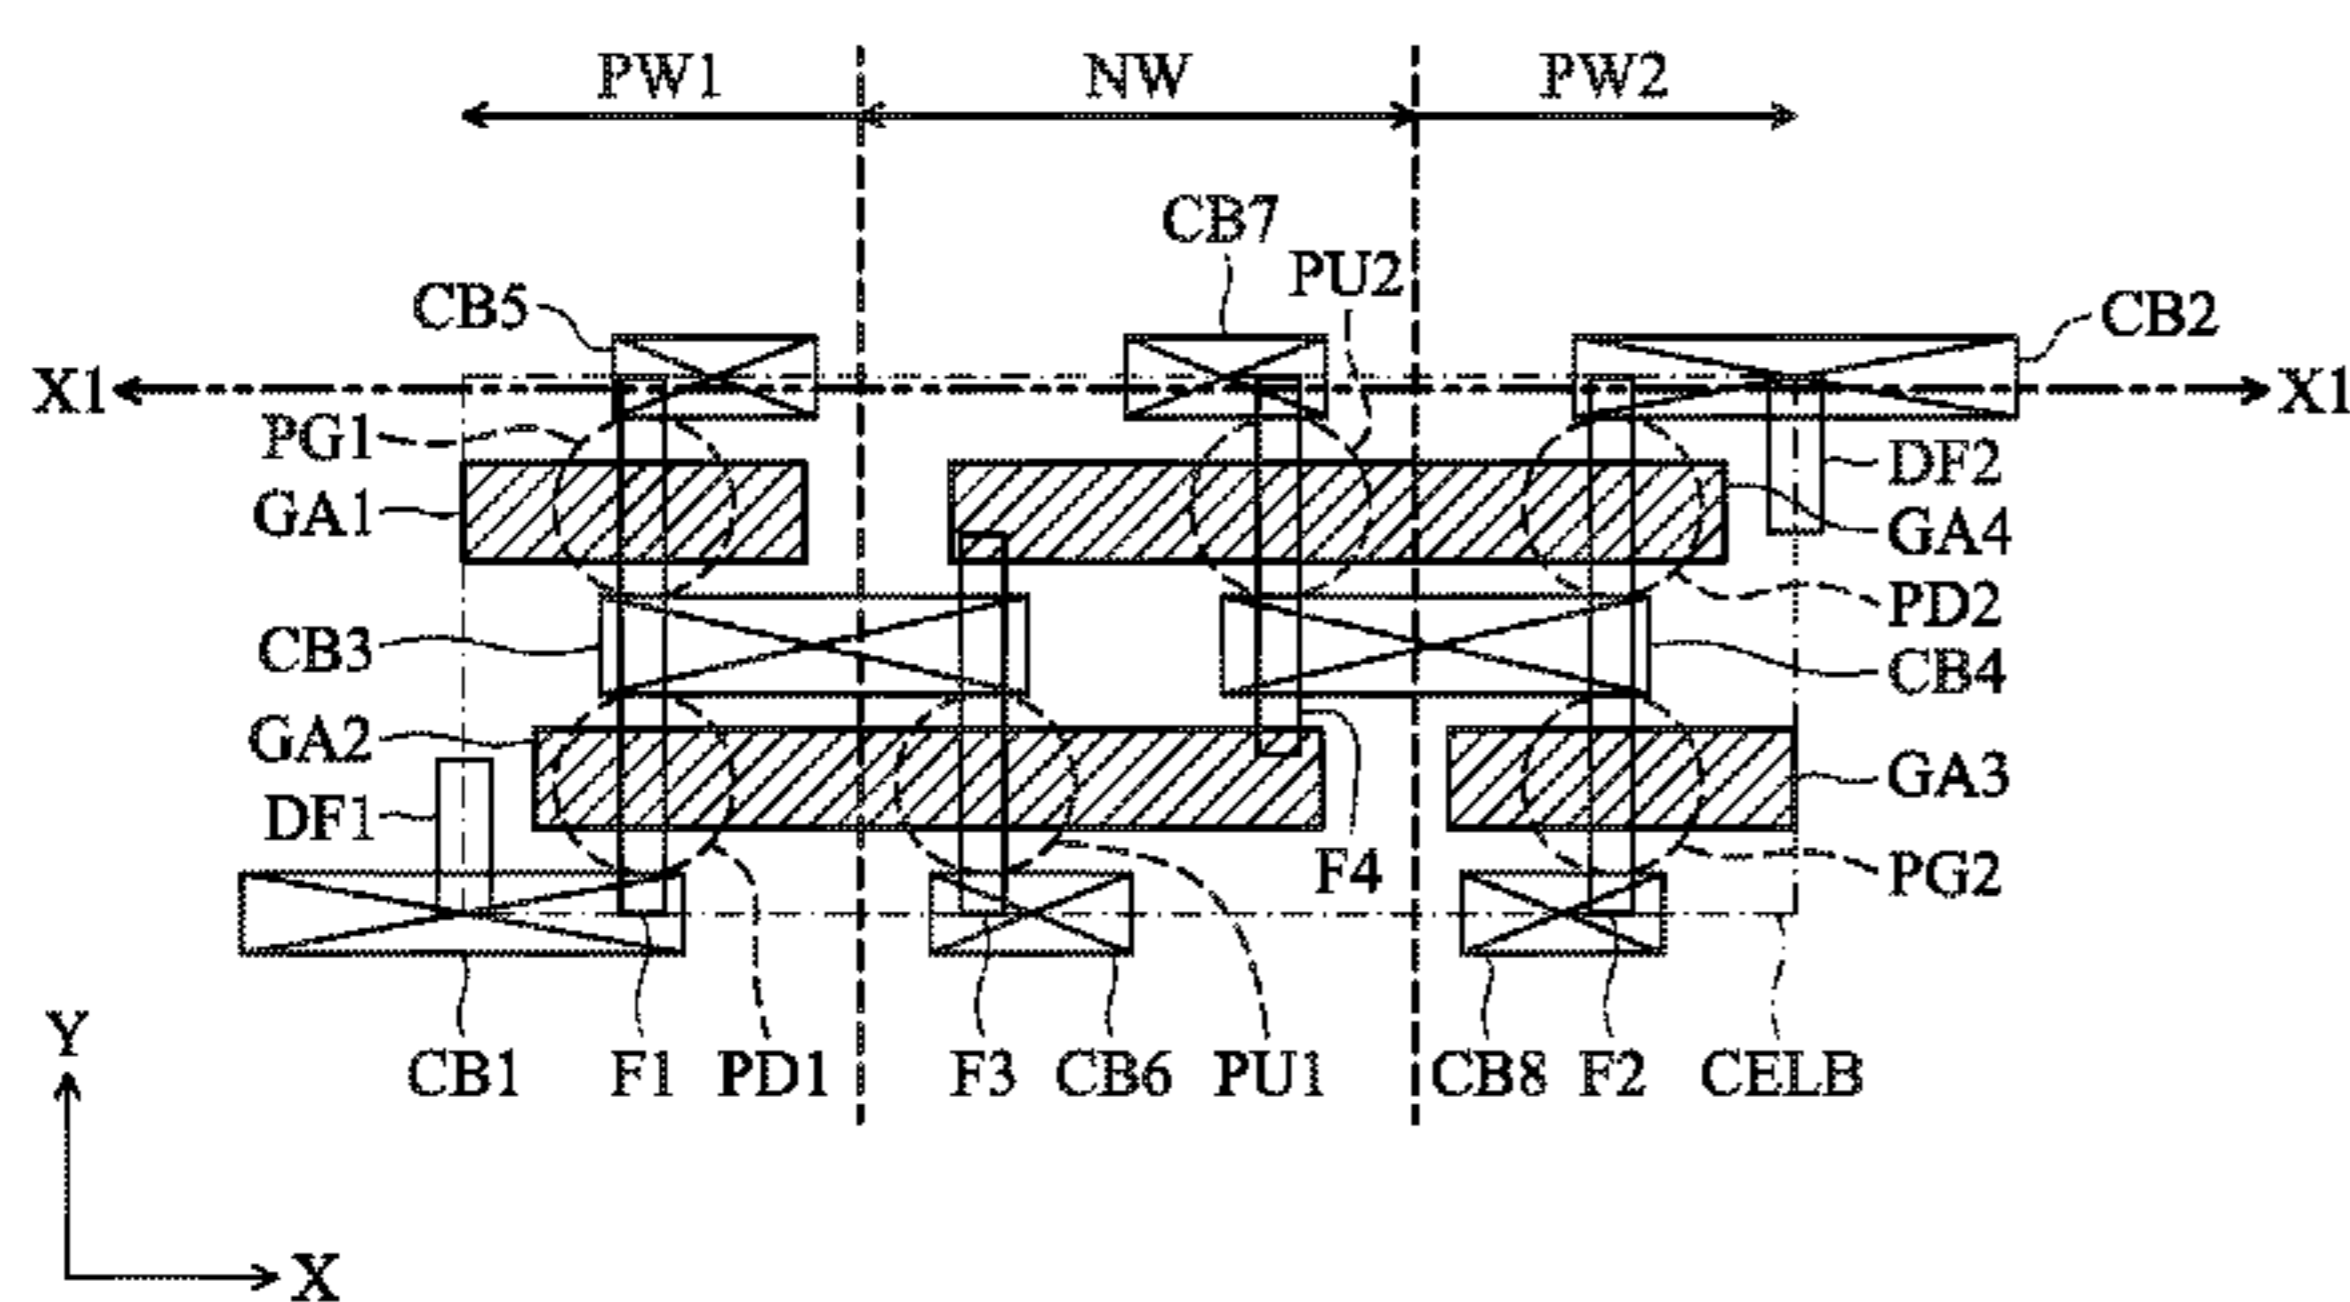 PW1 NW PW2
CB7
PU2
CB5 CB2
X1 X1
PG1 DF2
GA1 GA4
PD2
CB3 CB4
GA2 GA3
DF1 F4 PG2
Y
CB1 F1 PD1 F3 CB6 PU1 CB8 F2 CELB
X